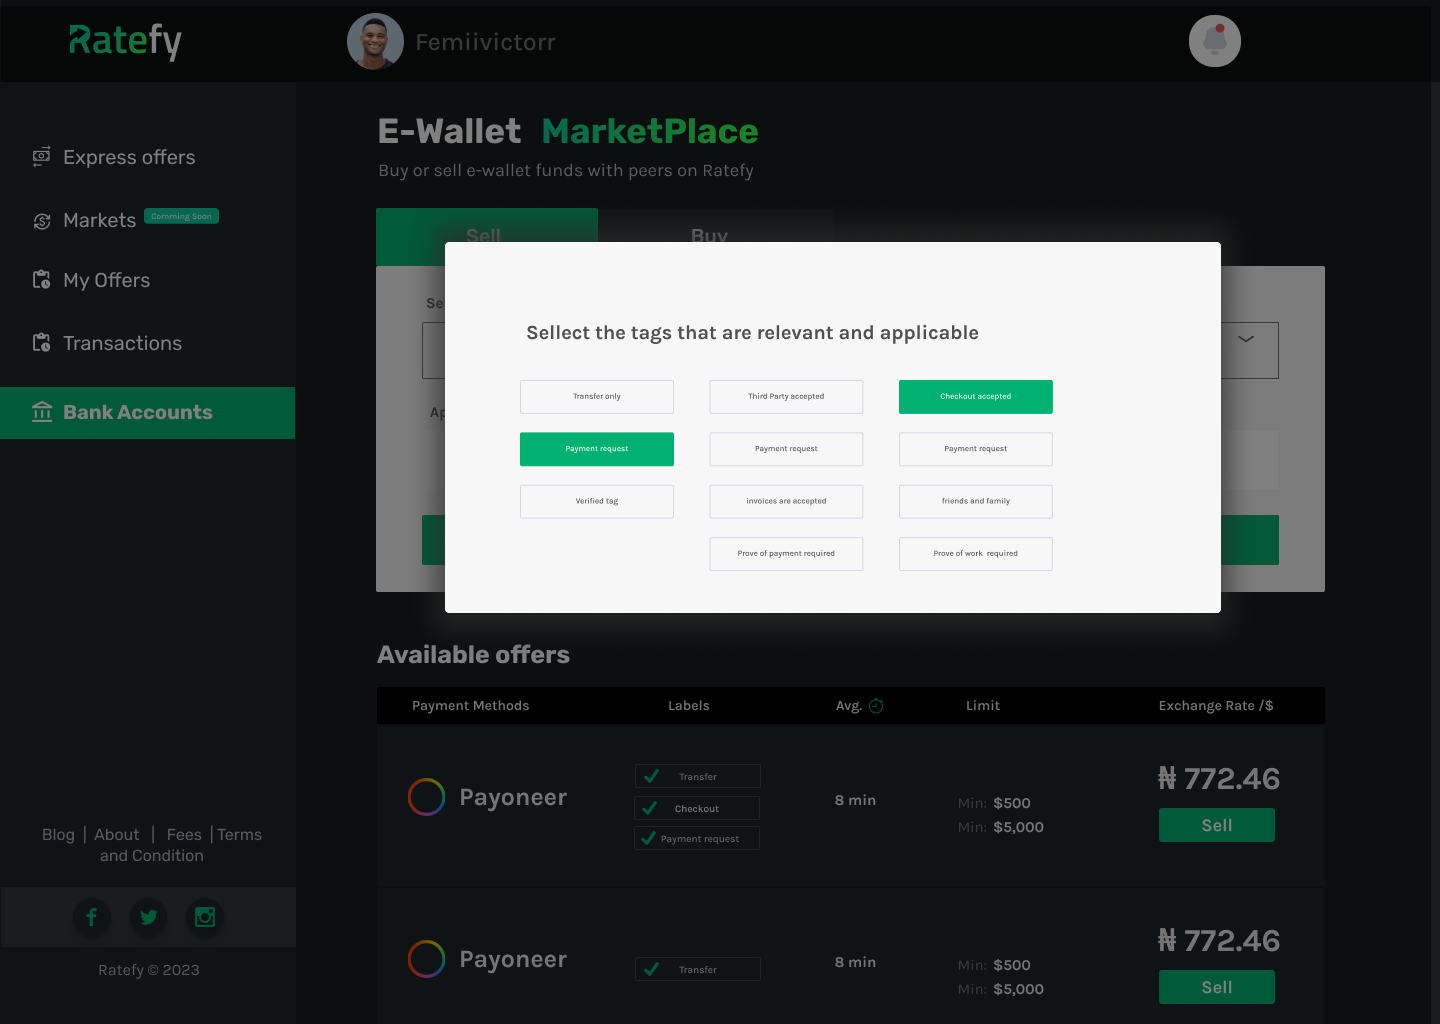 Ratefy
Femiivictorr
Express offers
Markets Comming Soon
My Offers
Transactions
Bank Accounts
Blog | About | Fees | Terms
and Condition
Ratefy © 2023
E-Wallet MarketPlace
Buy or sell e-wallet funds with peers on Ratefy
Sell Buy
Se
Ap
Sellect the tags that are relevant and applicable
Transfer only Third Party accepted Checkout accepted
Payment request Payment request Payment request
Verified tag invoices are accepted friends and family
Prove of payment required Prove of work required
Available offers
Payment Methods Labels Avg. Limit Exchange Rate /$
Payoneer
Transfer
Checkout
Payment request
8 min
Min: $500
Min: $5,000
₦ 772.46
Sell
Payoneer
Transfer
8 min
Min: $500
Min: $5,000
₦ 772.46
Sell